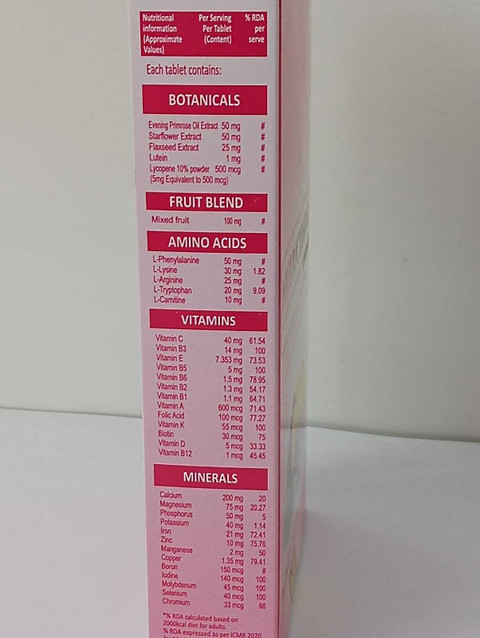 Nutritional Per Serving % RDA
information Per Tablet per
(Approximate (Content) serve
Values)
Each tablet contains:
BOTANICALS
Evening Primrose Oil Extract 50 mg #
Starflower Extract 50 mg #
Flaxseed Extract 25 mg #
Lutein 1 mg #
Lycopene 10% powder 500 mcg #
(5mg Equivalent to 500 mcg)
FRUIT BLEND
Mixed fruit 100 mg #
AMINO ACIDS
L-Phenylalanine 50 mg #
L-Lysine 30 mg 1.82
L-Arginine 25 mg #
L-Tryptophan 20 mg 9.09
L-Carnitine 10 mg #
VITAMINS
Vitamin C 40 mg 61.54
Vitamin B3 14 mg 100
Vitamin E 7.353 mg 73.53
Vitamin B5 5 mg 100
Vitamin B6 1.5 mg 78.95
Vitamin B2 1.3 mg 54.17
Vitamin B1 1.1 mg 64.71
Vitamin A 600 mcg 71.43
Folic Acid 100 mcg 77.27
Vitamin K 55 mcg 100
Biotin 30 mcg 75
Vitamin D 5 mcg 33.33
Vitamin B12 1 mcg 45.45
MINERALS
Calcium 200 mg 20
Magnesium 75 mg 20.27
Phosphorus 50 mg 5
Potassium 40 mg 1.14
Iron 21 mg 72.41
Zinc 10 mg 75.76
Manganese 2 mg 50
Copper 1.35 mg 79.41
Boron 150 mcg #
Iodine 140 mcg 100
Molybdenum 45 mcg 100
Selenium 40 mcg 100
Chromium 33 mcg 66
*% RDA calculated based on
2000kcal diet for adults.
% RDA expressed as per ICMR 2020